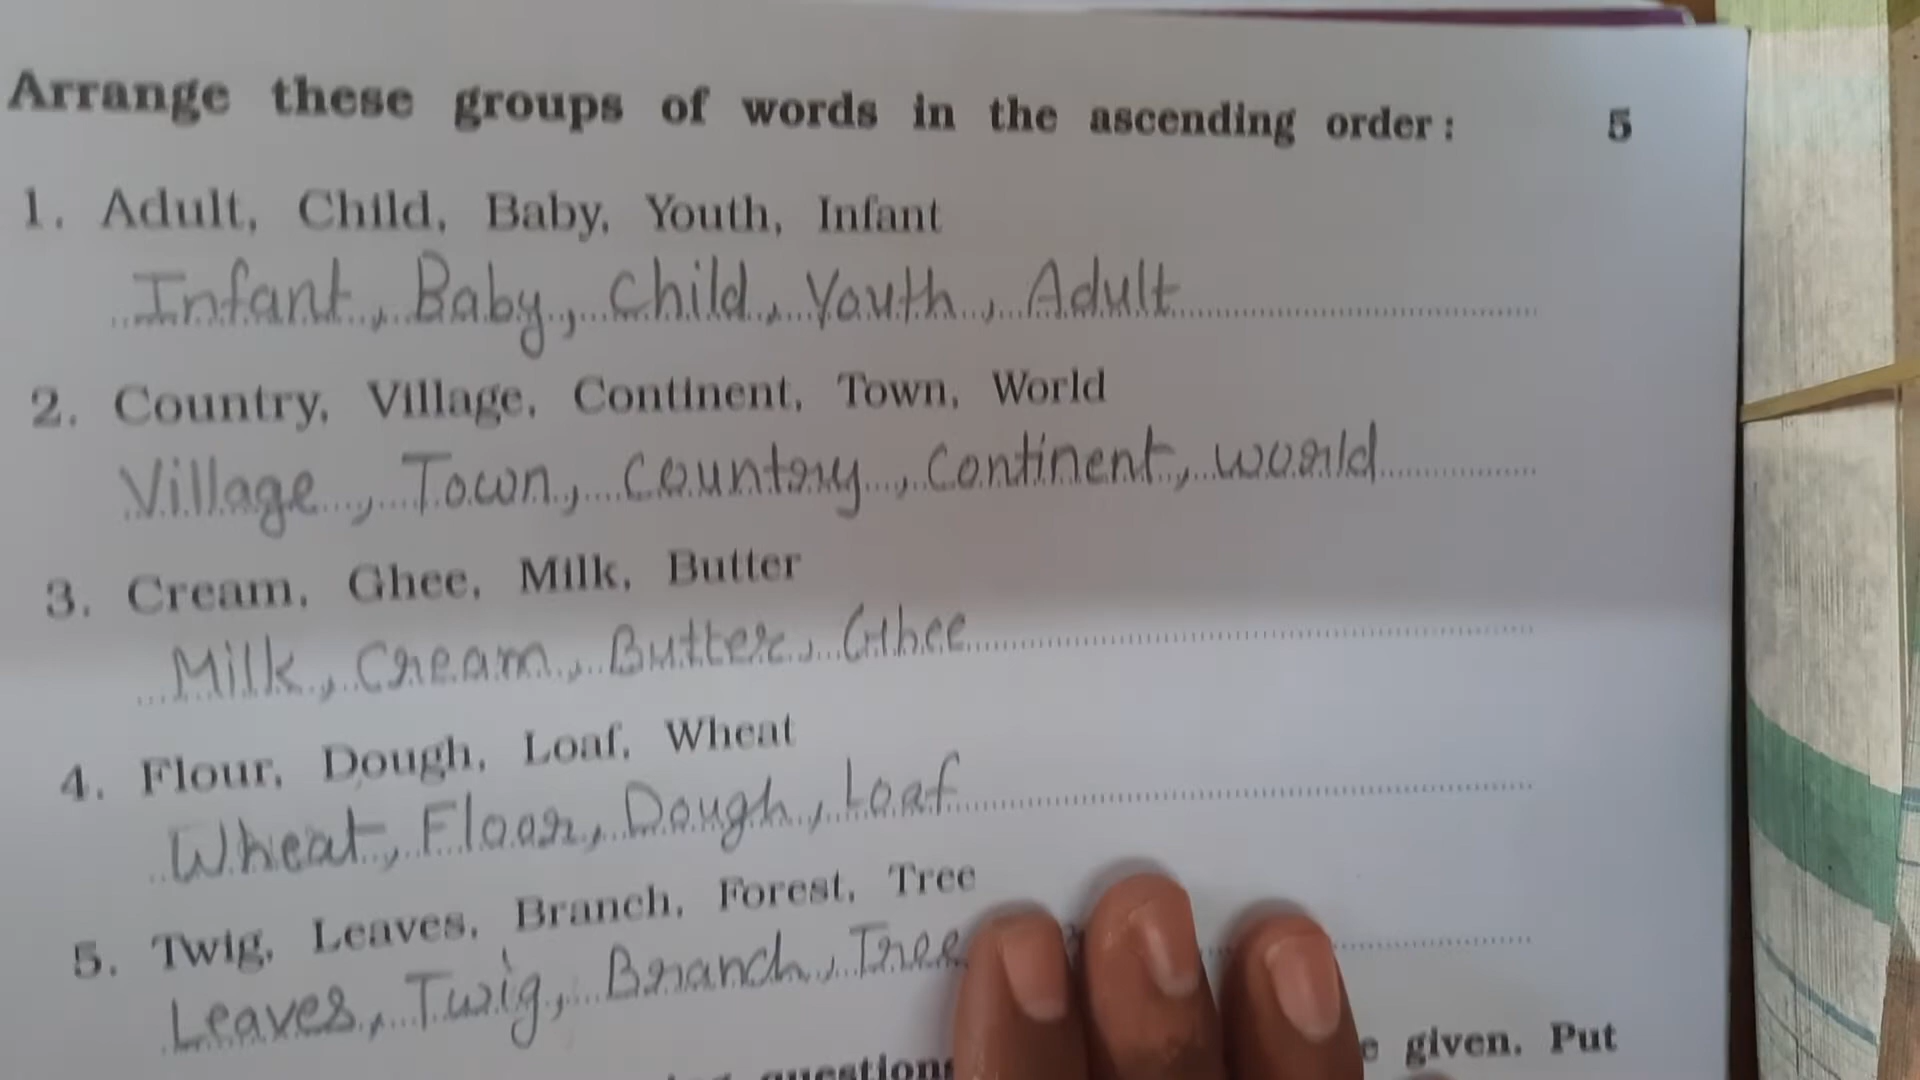 Arrange these groups of words in the ascending order: 5
1. Adult, Child, Baby, Youth, Infant
Infant, Baby, Child, Youth, Adult
2. Country, Village, Continent, Town, World
Village, Town, Country, Continent, world
3. Cream, Ghee, Milk, Butter
Milk, Cream, Butter, Ghee
4. Flour, Dough, Loaf, Wheat
Wheat, Floor, Dough, Loaf
5. Twig, Leaves, Branch, Forest, Tree
Leaves, Twig, Branch, Tree
questions given. Put